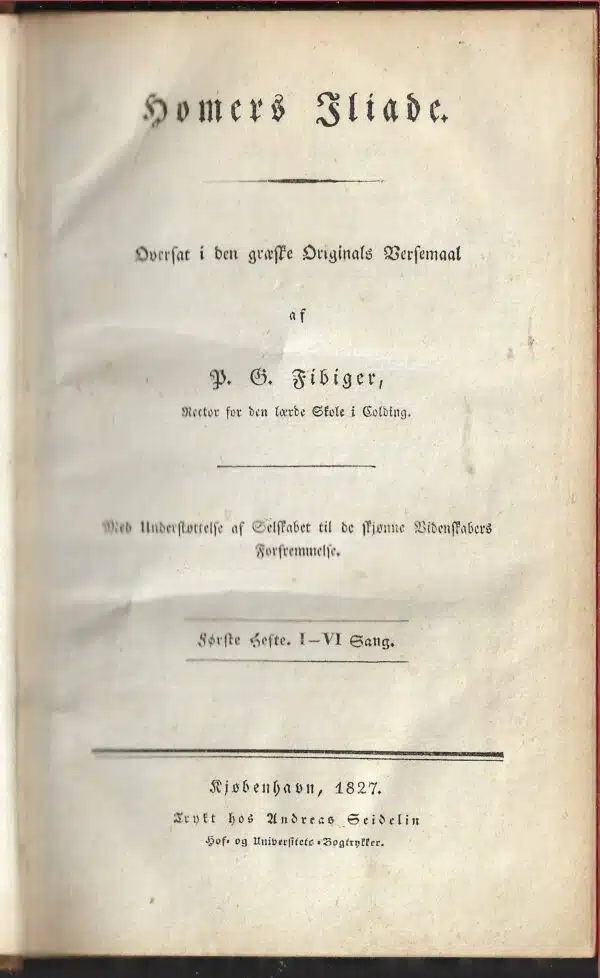 Homers Iliade.
Oversat i den græske Originals Versemaal
af
P. G. Fibiger,
Rector for den lærde Skole i Colding.
Med Understøttelse af Selskabet til de skjønne Videnskabers
Forfremmelse.
Første Hefte. I–VI Sang.
Kjøbenhavn, 1827.
Trykt hos Andreas Seidelin
Hof- og Universitets-Bogtrykker.